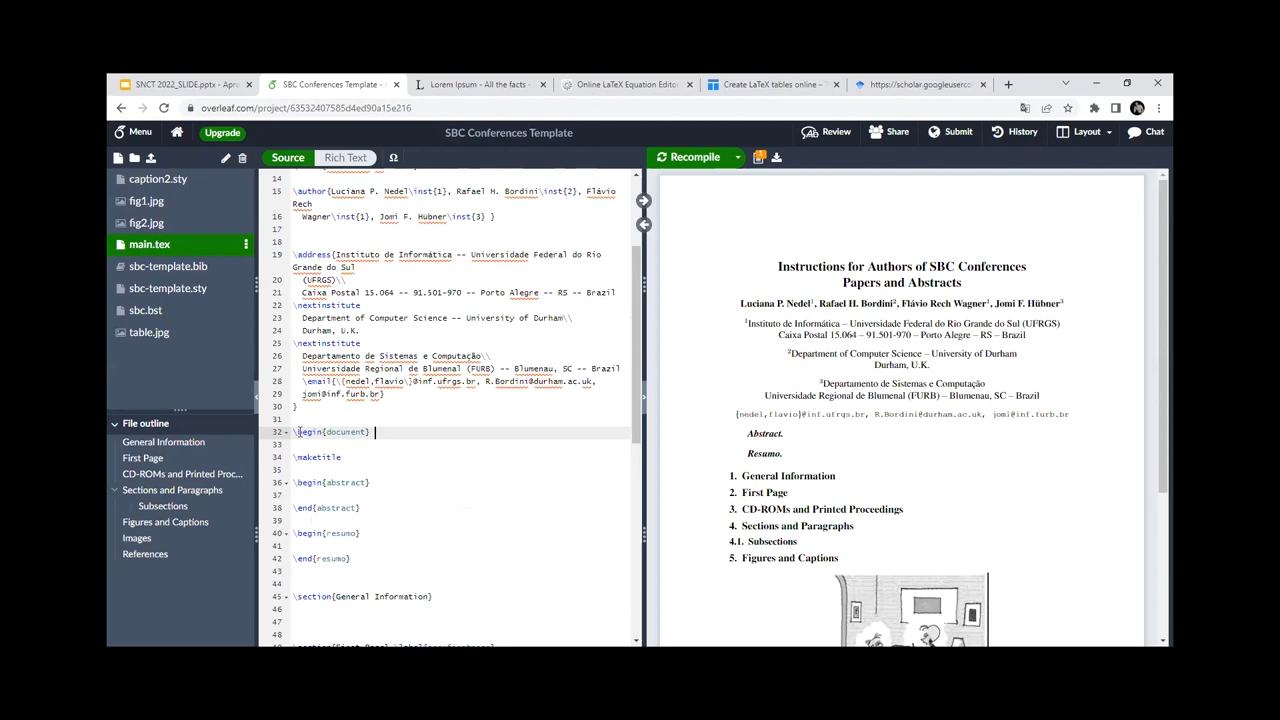 SNCT 2022_SLIDE.pptx - Apre
SBC Conferences Template -
Lorem Ipsum - All the facts -
Online LaTeX Equation Editor
Create LaTeX tables online –
https://scholar.googleuserco
overleaf.com/project/63532407585d4ed90a15e216
Menu
Upgrade
SBC Conferences Template
Review
Share
Submit
History
Layout
Chat
Source
Rich Text
Ω
Recompile
caption2.sty
fig1.jpg
fig2.jpg
main.tex
sbc-template.bib
sbc-template.sty
sbc.bst
table.jpg
File outline
General Information
First Page
CD-ROMs and Printed Proc...
Sections and Paragraphs
Subsections
Figures and Captions
Images
References
14
15 \author{Luciana P. Nedel\inst{1}, Rafael H. Bordini\inst{2}, Flávio
Rech
16 Wagner\inst{1}, Jomi F. Hübner\inst{3} }
17
18
19 \address{Instituto de Informática -- Universidade Federal do Rio
Grande do Sul
20 (UFRGS)\\
21 Caixa Postal 15.064 -- 91.501-970 -- Porto Alegre -- RS -- Brazil
22 \nextinstitute
23 Department of Computer Science -- University of Durham\\
24 Durham, U.K.
25 \nextinstitute
26 Departamento de Sistemas e Computação\\
27 Universidade Regional de Blumenal (FURB) -- Blumenau, SC -- Brazil
28 \email{\{nedel,flavio\}@inf.ufrgs.br, R.Bordini@durham.ac.uk,
29 jomi@inf.furb.br}
30 }
31
32 \begin{document}
33
34 \maketitle
35
36 \begin{abstract}
37
38 \end{abstract}
39
40 \begin{resumo}
41
42 \end{resumo}
43
44
45 \section{General Information}
46
47
48
Instructions for Authors of SBC Conferences
Papers and Abstracts
Luciana P. Nedel1, Rafael H. Bordini2, Flávio Rech Wagner1, Jomi F. Hübner3
1Instituto de Informática – Universidade Federal do Rio Grande do Sul (UFRGS)
Caixa Postal 15.064 – 91.501-970 – Porto Alegre – RS – Brazil
2Department of Computer Science – University of Durham
Durham, U.K.
3Departamento de Sistemas e Computação
Universidade Regional de Blumenal (FURB) – Blumenau, SC – Brazil
{nedel,flavio}@inf.ufrgs.br, R.Bordini@durham.ac.uk, jomi@inf.furb.br
Abstract.
Resumo.
1. General Information
2. First Page
3. CD-ROMs and Printed Proceedings
4. Sections and Paragraphs
4.1. Subsections
5. Figures and Captions